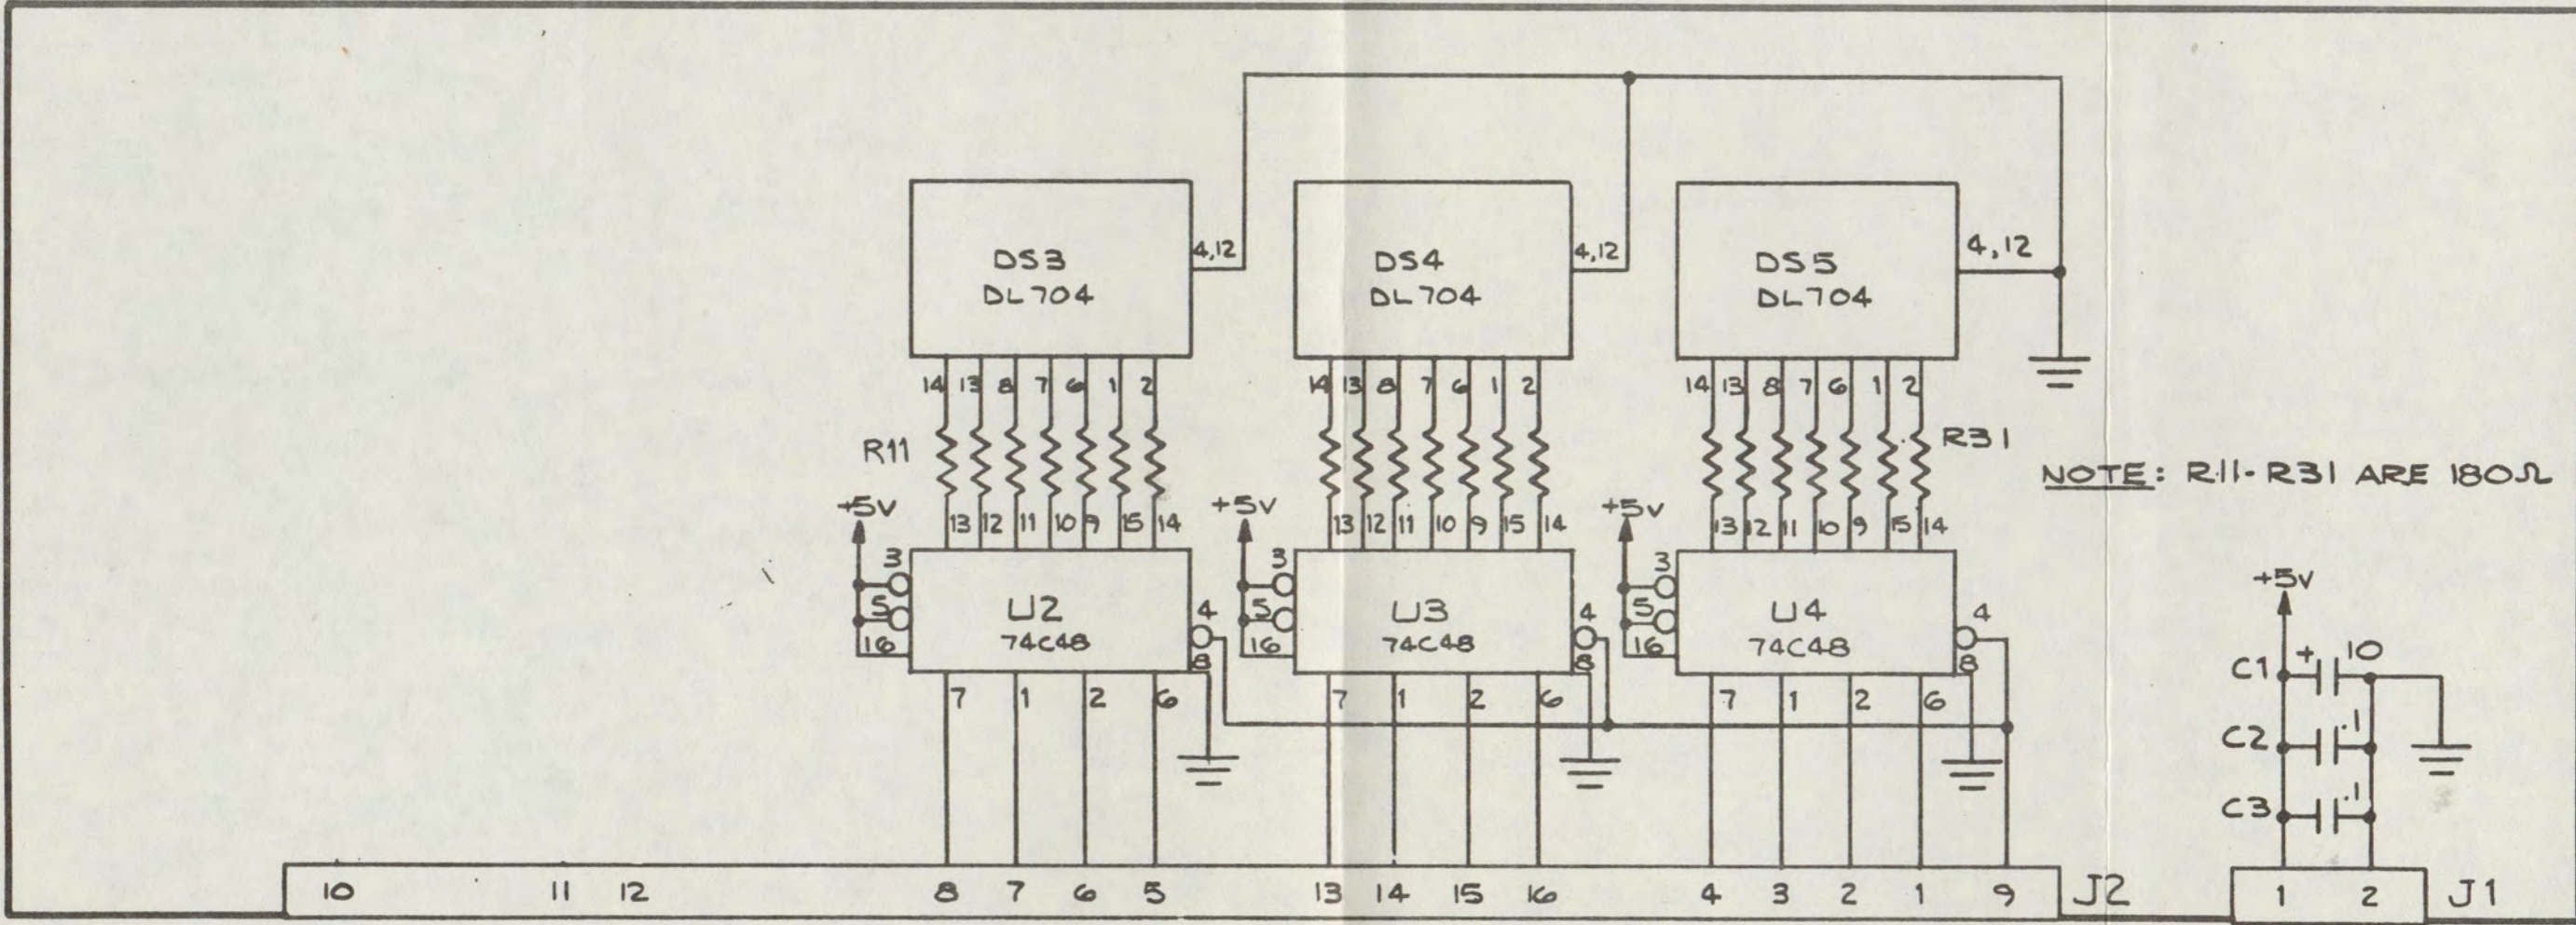 DS3
DL704
4,12
DS4
DL704
4,12
DS5
DL704
4,12
14 13 8 7 6 1 2
14 13 8 7 6 1 2
14 13 8 7 6 1 2
R11
R31
NOTE: R11-R31 ARE 180Ω
+5V
13 12 11 10 9 15 14
+5V
13 12 11 10 9 15 14
+5V
13 12 11 10 9 15 14
3
5
16
U2
74C48
4
8
3
5
16
U3
74C48
4
8
3
5
16
U4
74C48
4
8
7 1 2 6
7 1 2 6
7 1 2 6
+5V
C1 + 10
C2 .1
C3 .1
10 11 12 8 7 6 5 13 14 15 16 4 3 2 1 9 J2
1 2 J1